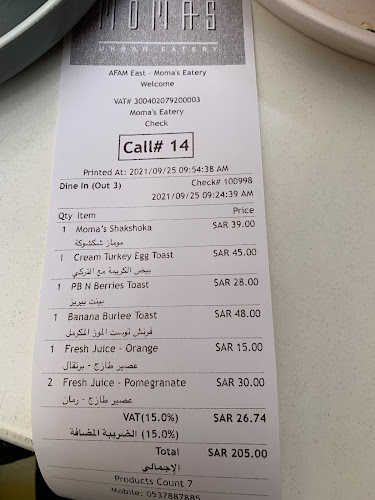 MOMAS
URBAN EATERY
AFAM East - Moma's Eatery
Welcome
VAT# 300402079200003
Moma's Eatery
Check
Call# 14
Printed At: 2021/09/25 09:54:38 AM
Dine In (Out 3) Check# 100998
2021/09/25 09:24:39 AM
Qty Item Price
1 Moma's Shakshoka SAR 39.00
موماز شكشوكة
1 Cream Turkey Egg Toast SAR 45.00
بيض الكريمة مع التركي
1 PB N Berries Toast SAR 28.00
بينت بيريز
1 Banana Burlee Toast SAR 48.00
فرنش توست الموز المكرمل
1 Fresh Juice - Orange SAR 15.00
عصير طازج - برتقال
2 Fresh Juice - Pomegranate SAR 30.00
عصير طازج - رمان
VAT(15.0%) SAR 26.74
(15.0%) الضريبة المضافة
Total SAR 205.00
الإجمالي
Products Count 7
Mobile: 0537887885